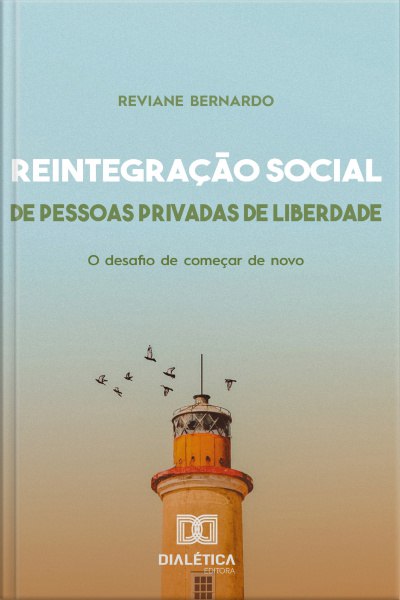 REVIANE BERNARDO
REINTEGRAÇÃO SOCIAL
DE PESSOAS PRIVADAS DE LIBERDADE
O desafio de começar de novo
DIALÉTICA
EDITORA